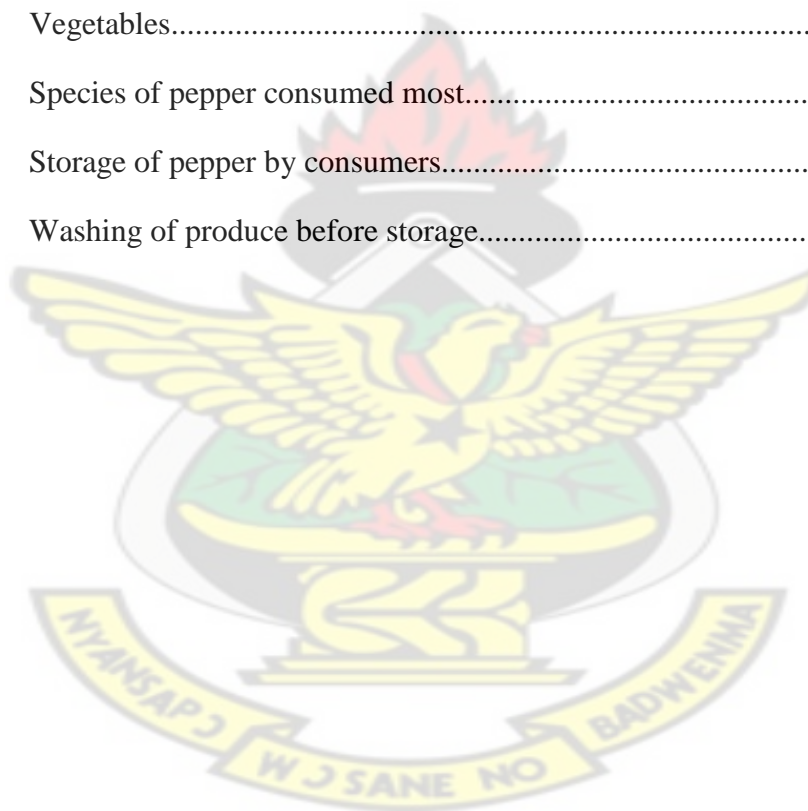 Vegetables....................................................................................
Species of pepper consumed most.............................................
Storage of pepper by consumers................................................
Washing of produce before storage...........................................
NYANSAPƆ WƆSANE NO BADWENMA